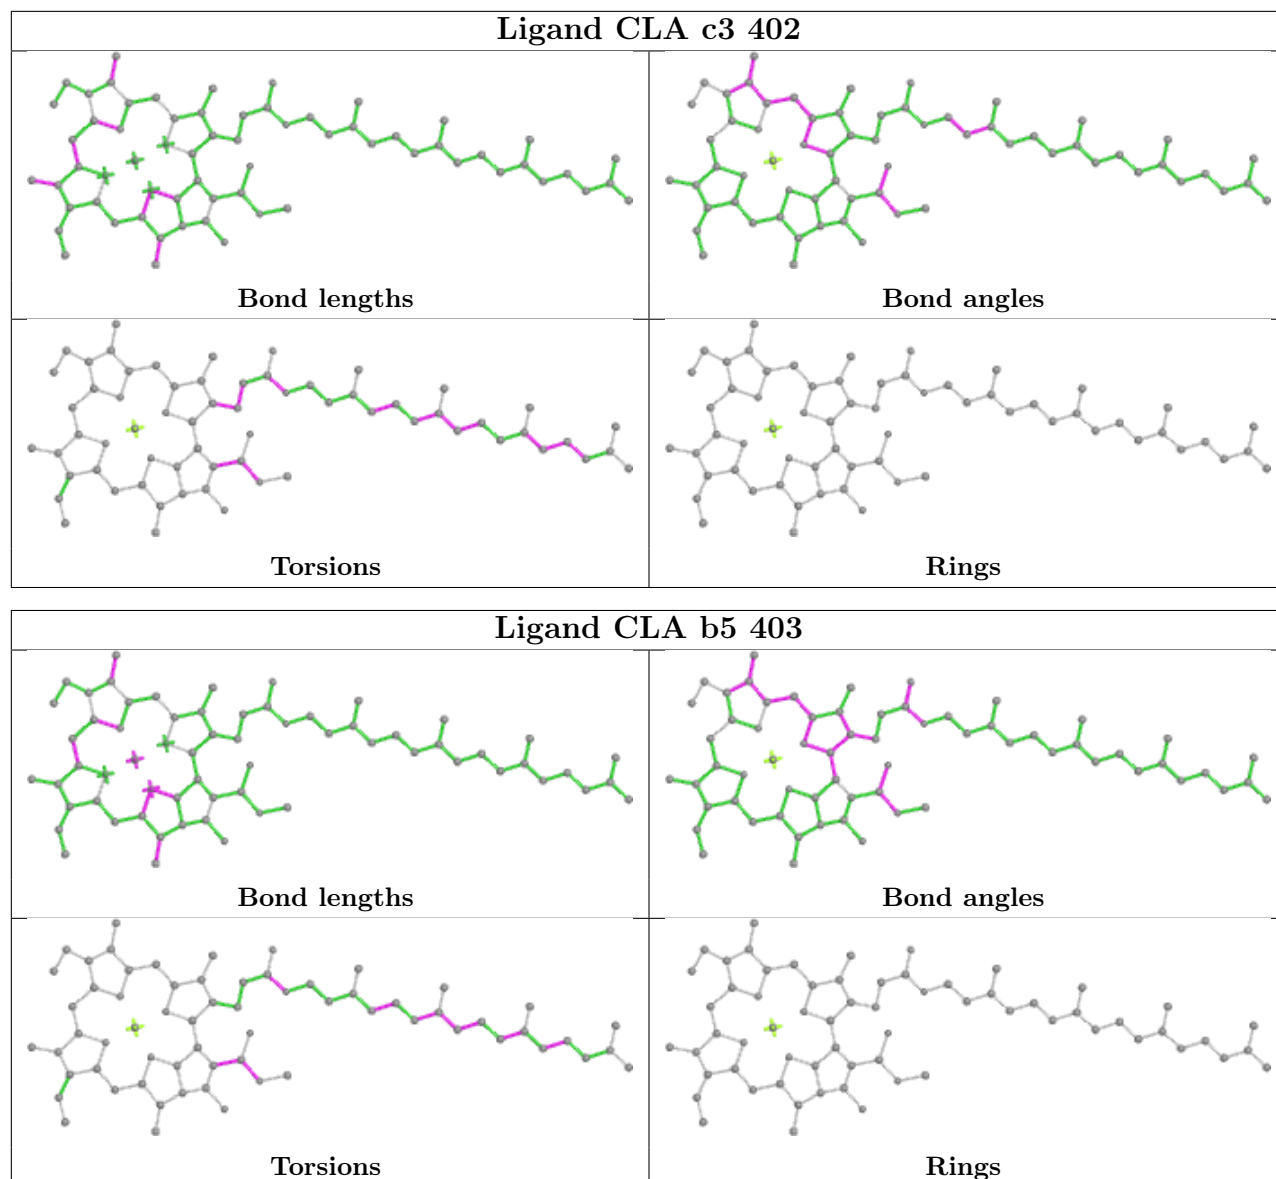 Ligand CLA c3 402
Bond lengths
Bond angles
Torsions
Rings
Ligand CLA b5 403
Bond lengths
Bond angles
Torsions
Rings